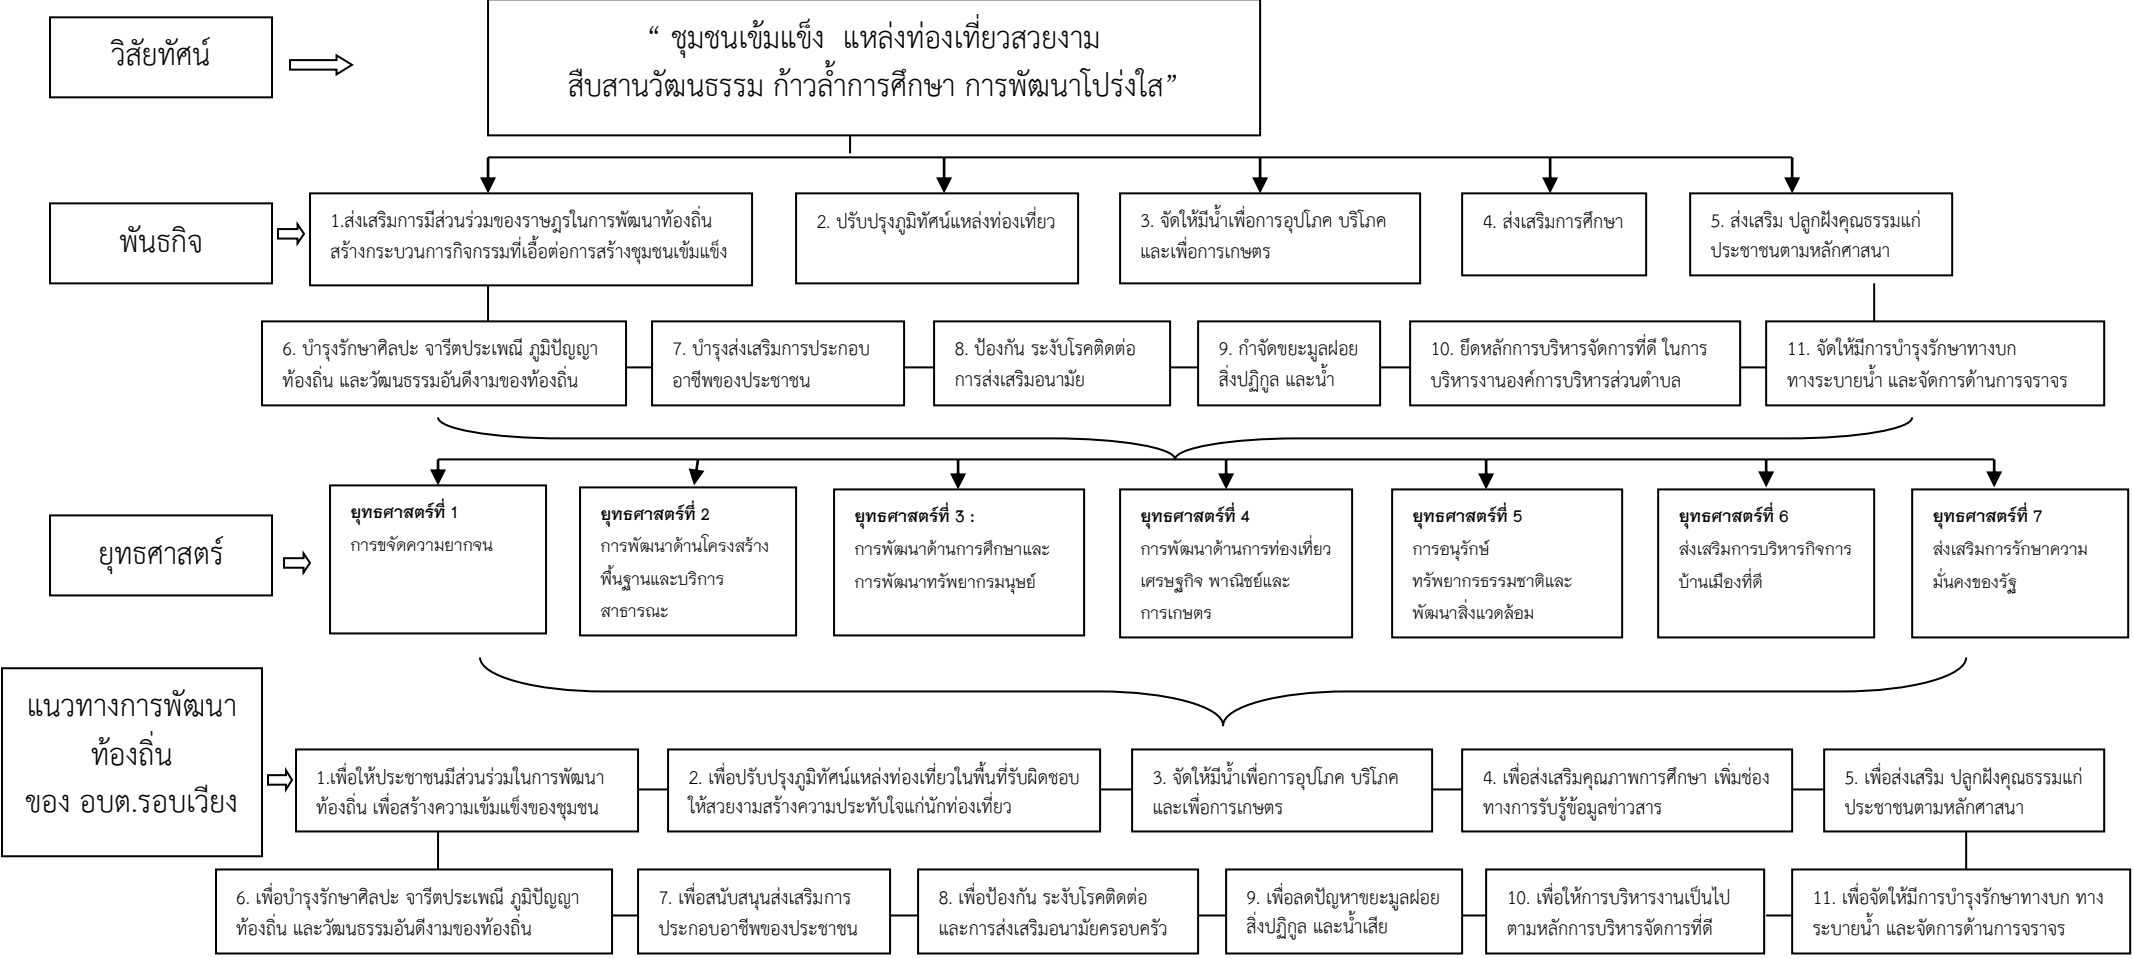 วิสัยทัศน์
“ ชุมชนเข้มแข็ง แหล่งท่องเที่ยวสวยงาม
สืบสานวัฒนธรรม ก้าวล้ำการศึกษา การพัฒนาโปร่งใส”
พันธกิจ
1.ส่งเสริมการมีส่วนร่วมของราษฎรในการพัฒนาท้องถิ่น
สร้างกระบวนการกิจกรรมที่เอื้อต่อการสร้างชุมชนเข้มแข็ง
2. ปรับปรุงภูมิทัศน์แหล่งท่องเที่ยว
3. จัดให้มีน้ำเพื่อการอุปโภค บริโภค
และเพื่อการเกษตร
4. ส่งเสริมการศึกษา
5. ส่งเสริม ปลูกฝังคุณธรรมแก่
ประชาชนตามหลักศาสนา
6. บำรุงรักษาศิลปะ จารีตประเพณี ภูมิปัญญา
ท้องถิ่น และวัฒนธรรมอันดีงามของท้องถิ่น
7. บำรุงส่งเสริมการประกอบ
อาชีพของประชาชน
8. ป้องกัน ระงับโรคติดต่อ
การส่งเสริมอนามัย
9. กำจัดขยะมูลฝอย
สิ่งปฏิกูล และน้ำ
10. ยึดหลักการบริหารจัดการที่ดี ในการ
บริหารงานองค์การบริหารส่วนตำบล
11. จัดให้มีการบำรุงรักษาทางบก
ทางระบายน้ำ และจัดการด้านการจราจร
ยุทธศาสตร์
ยุทธศาสตร์ที่ 1
การขจัดความยากจน
ยุทธศาสตร์ที่ 2
การพัฒนาด้านโครงสร้าง
พื้นฐานและบริการ
สาธารณะ
ยุทธศาสตร์ที่ 3 :
การพัฒนาด้านการศึกษาและ
การพัฒนาทรัพยากรมนุษย์
ยุทธศาสตร์ที่ 4
การพัฒนาด้านการท่องเที่ยว
เศรษฐกิจ พาณิชย์และ
การเกษตร
ยุทธศาสตร์ที่ 5
การอนุรักษ์
ทรัพยากรธรรมชาติและ
พัฒนาสิ่งแวดล้อม
ยุทธศาสตร์ที่ 6
ส่งเสริมการบริหารกิจการ
บ้านเมืองที่ดี
ยุทธศาสตร์ที่ 7
ส่งเสริมการรักษาความ
มั่นคงของรัฐ
แนวทางการพัฒนา
ท้องถิ่น
ของ อบต.รอบเวียง
1.เพื่อให้ประชาชนมีส่วนร่วมในการพัฒนา
ท้องถิ่น เพื่อสร้างความเข้มแข็งของชุมชน
2. เพื่อปรับปรุงภูมิทัศน์แหล่งท่องเที่ยวในพื้นที่รับผิดชอบ
ให้สวยงามสร้างความประทับใจแก่นักท่องเที่ยว
3. จัดให้มีน้ำเพื่อการอุปโภค บริโภค
และเพื่อการเกษตร
4. เพื่อส่งเสริมคุณภาพการศึกษา เพิ่มช่อง
ทางการรับรู้ข้อมูลข่าวสาร
5. เพื่อส่งเสริม ปลูกฝังคุณธรรมแก่
ประชาชนตามหลักศาสนา
6. เพื่อบำรุงรักษาศิลปะ จารีตประเพณี ภูมิปัญญา
ท้องถิ่น และวัฒนธรรมอันดีงามของท้องถิ่น
7. เพื่อสนับสนุนส่งเสริมการ
ประกอบอาชีพของประชาชน
8. เพื่อป้องกัน ระงับโรคติดต่อ
และการส่งเสริมอนามัยครอบครัว
9. เพื่อลดปัญหาขยะมูลฝอย
สิ่งปฏิกูล และน้ำเสีย
10. เพื่อให้การบริหารงานเป็นไป
ตามหลักการบริหารจัดการที่ดี
11. เพื่อจัดให้มีการบำรุงรักษาทางบก ทาง
ระบายน้ำ และจัดการด้านการจราจร